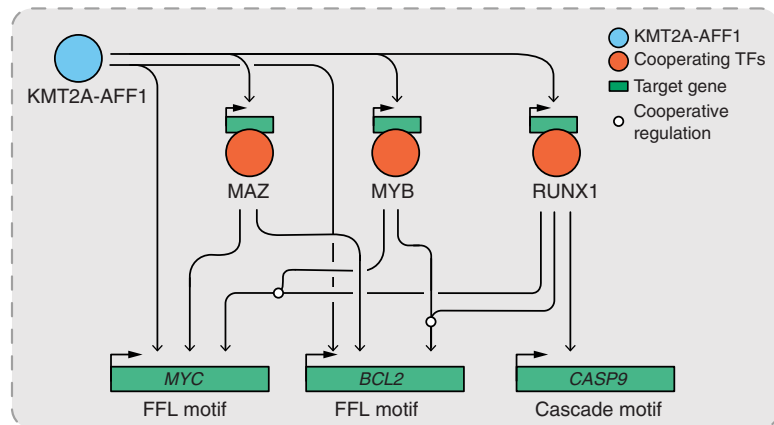 KMT2A-AFF1
KMT2A-AFF1
Cooperating TFs
Target gene
Cooperative
regulation
MAZ
MYB
RUNX1
MYC
BCL2
CASP9
FFL motif
FFL motif
Cascade motif